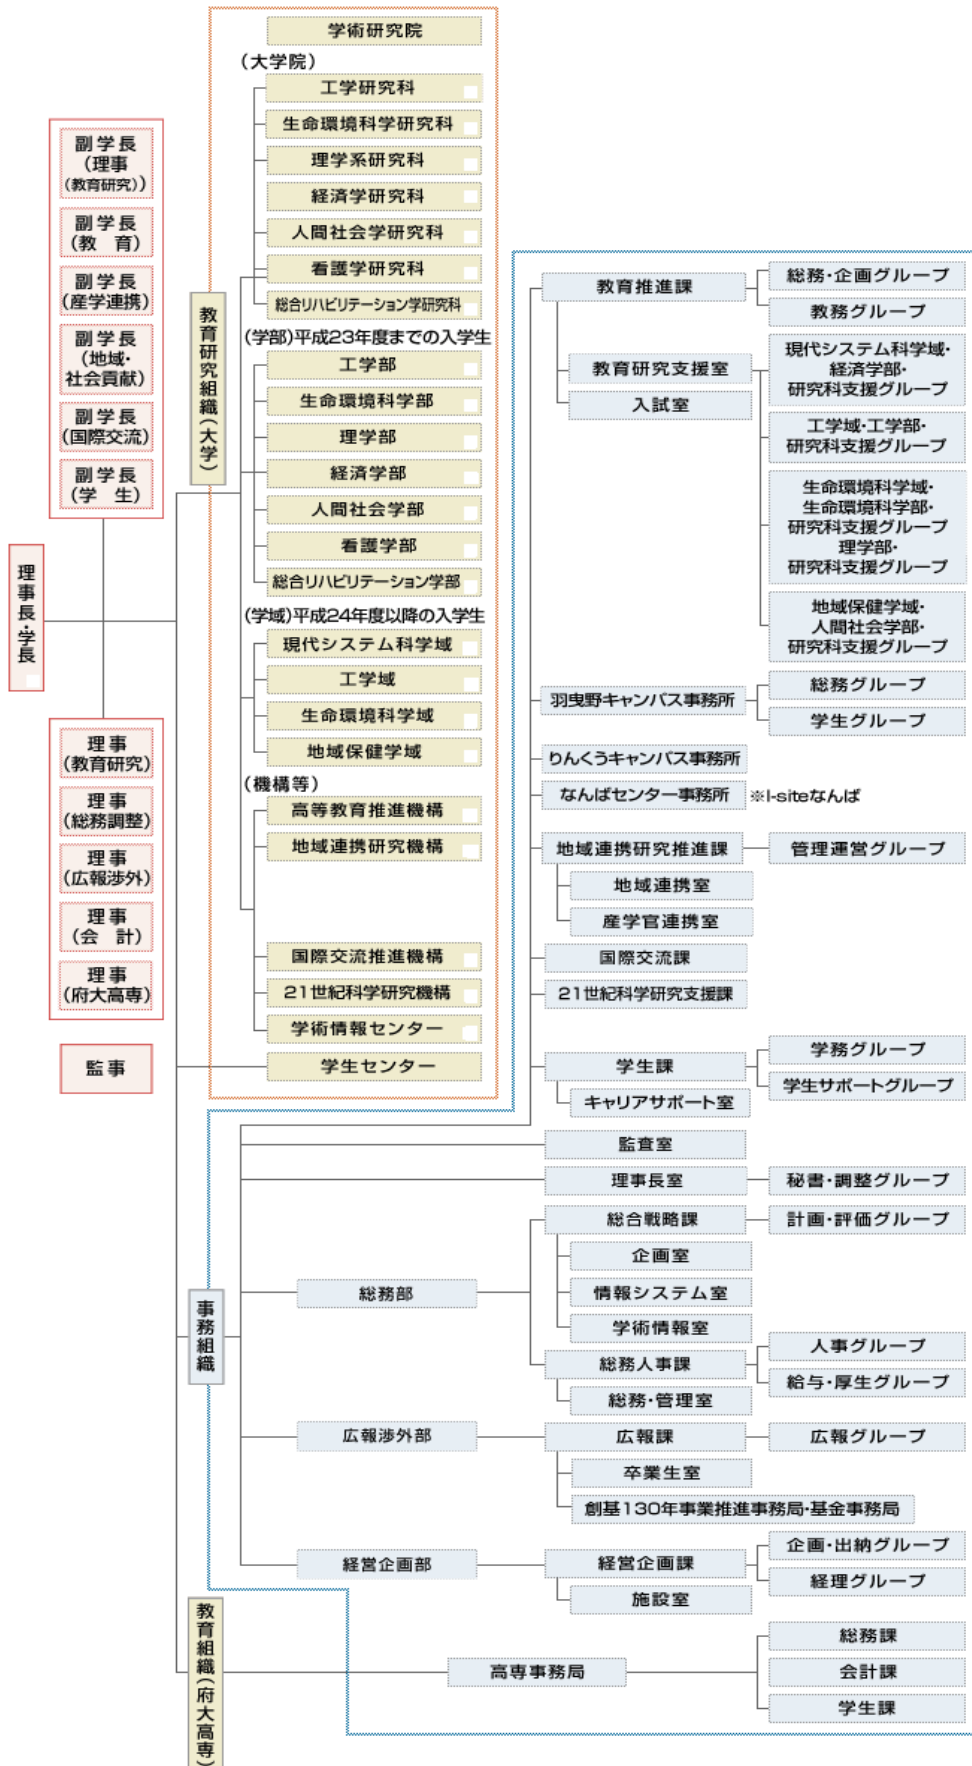 理事長・学長
副学長
(理事
(教育研究))
副学長
(教 育)
副学長
(産学連携)
副学長
(地域・
社会貢献)
副学長
(国際交流)
副学長
(学 生)
理事
(教育研究)
理事
(総務調整)
理事
(広報渉外)
理事
(会 計)
理事
(府大高専)
監事
教育研究組織(大学)
学術研究院
(大学院)
工学研究科
生命環境科学研究科
理学系研究科
経済学研究科
人間社会学研究科
看護学研究科
総合リハビリテーション学研究科
(学部)平成23年度までの入学生
工学部
生命環境科学部
理学部
経済学部
人間社会学部
看護学部
総合リハビリテーション学部
(学域)平成24年度以降の入学生
現代システム科学域
工学域
生命環境科学域
地域保健学域
(機構等)
高等教育推進機構
地域連携研究機構
国際交流推進機構
21世紀科学研究機構
学術情報センター
学生センター
事務組織
教育推進課
総務・企画グループ
教務グループ
教育研究支援室
入試室
現代システム科学域・
経済学部・
研究科支援グループ
工学域・工学部・
研究科支援グループ
生命環境科学域・
生命環境科学部・
研究科支援グループ
理学部・
研究科支援グループ
地域保健学域・
人間社会学部・
研究科支援グループ
羽曳野キャンパス事務所
総務グループ
学生グループ
りんくうキャンパス事務所
なんばセンター事務所 ※I-siteなんば
地域連携研究推進課
管理運営グループ
地域連携室
産学官連携室
国際交流課
21世紀科学研究支援課
学生課
学務グループ
学生サポートグループ
キャリアサポート室
監査室
理事長室
秘書・調整グループ
総務部
総合戦略課
計画・評価グループ
企画室
情報システム室
学術情報室
総務人事課
人事グループ
給与・厚生グループ
総務・管理室
広報渉外部
広報課
広報グループ
卒業生室
創基130年事業推進事務局・基金事務局
経営企画部
経営企画課
企画・出納グループ
経理グループ
施設室
教育組織(府大高専)
高専事務局
総務課
会計課
学生課